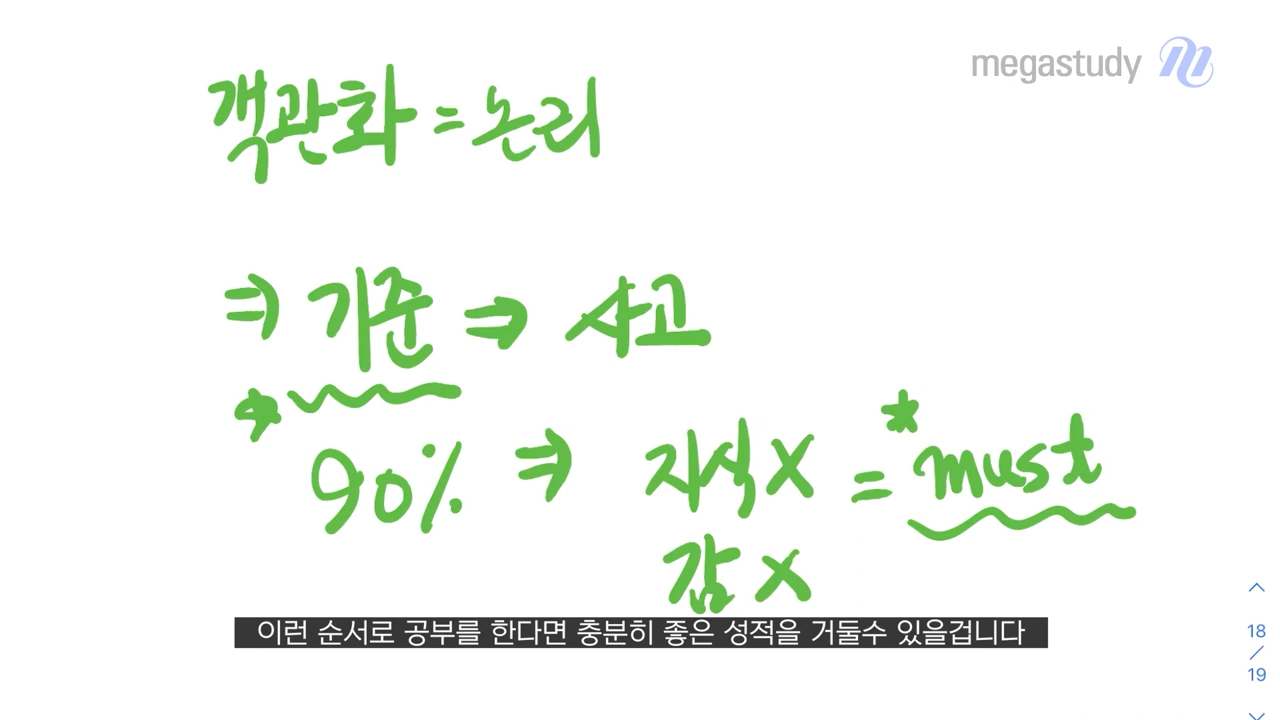 megastudy
객관화 = 논리
⇒ 기준 ⇒ 사고
90% ⇒ 지식 X = *must
감 X
이런 순서로 공부를 한다면 충분히 좋은 성적을 거둘수 있을겁니다
18
/
19